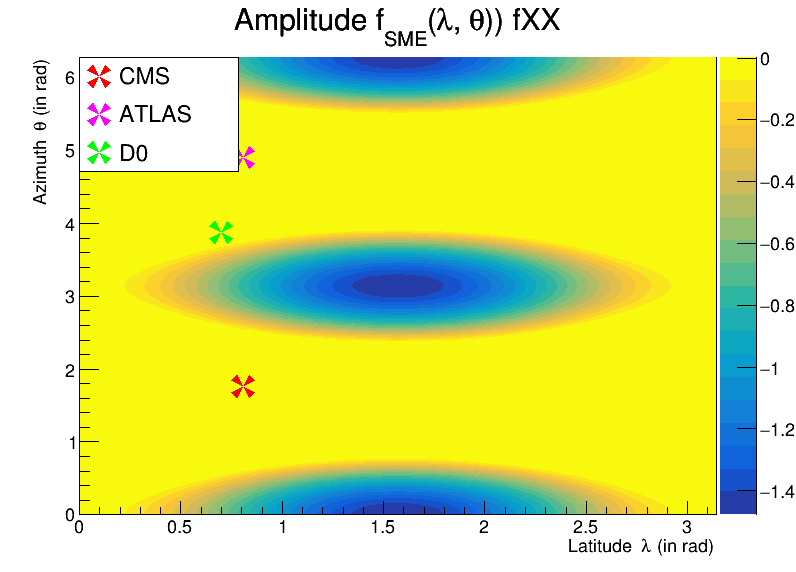 Amplitude f_SME(λ, θ)) fXX
Azimuth θ (in rad)
CMS
ATLAS
D0
6
5
4
3
2
1
0
0 0.5 1 1.5 2 2.5 3
Latitude λ (in rad)
0
−0.2
−0.4
−0.6
−0.8
−1
−1.2
−1.4